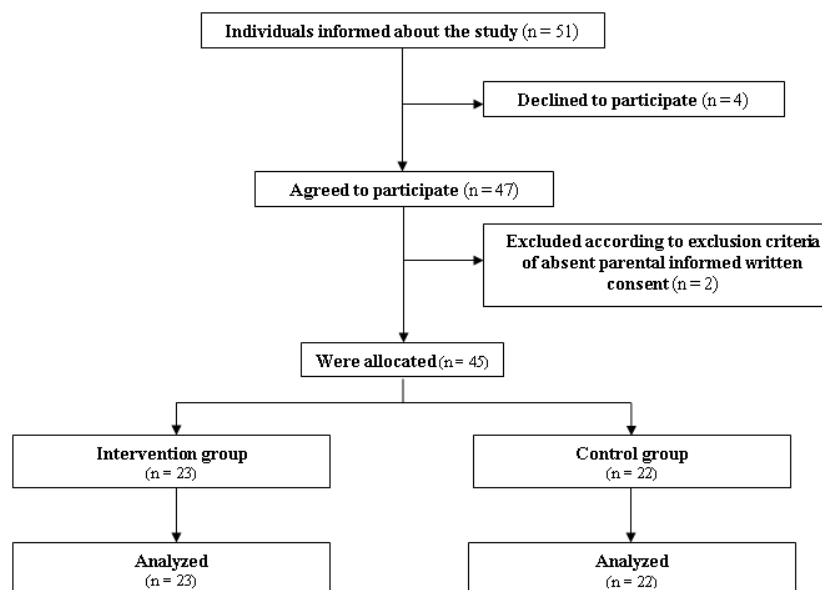 Individuals informed about the study (n = 51)
Declined to participate (n = 4)
Agreed to participate (n = 47)
Excluded according to exclusion criteria
of absent parental informed written
consent (n = 2)
Were allocated (n = 45)
Intervention group
(n = 23)
Control group
(n = 22)
Analyzed
(n = 23)
Analyzed
(n = 22)